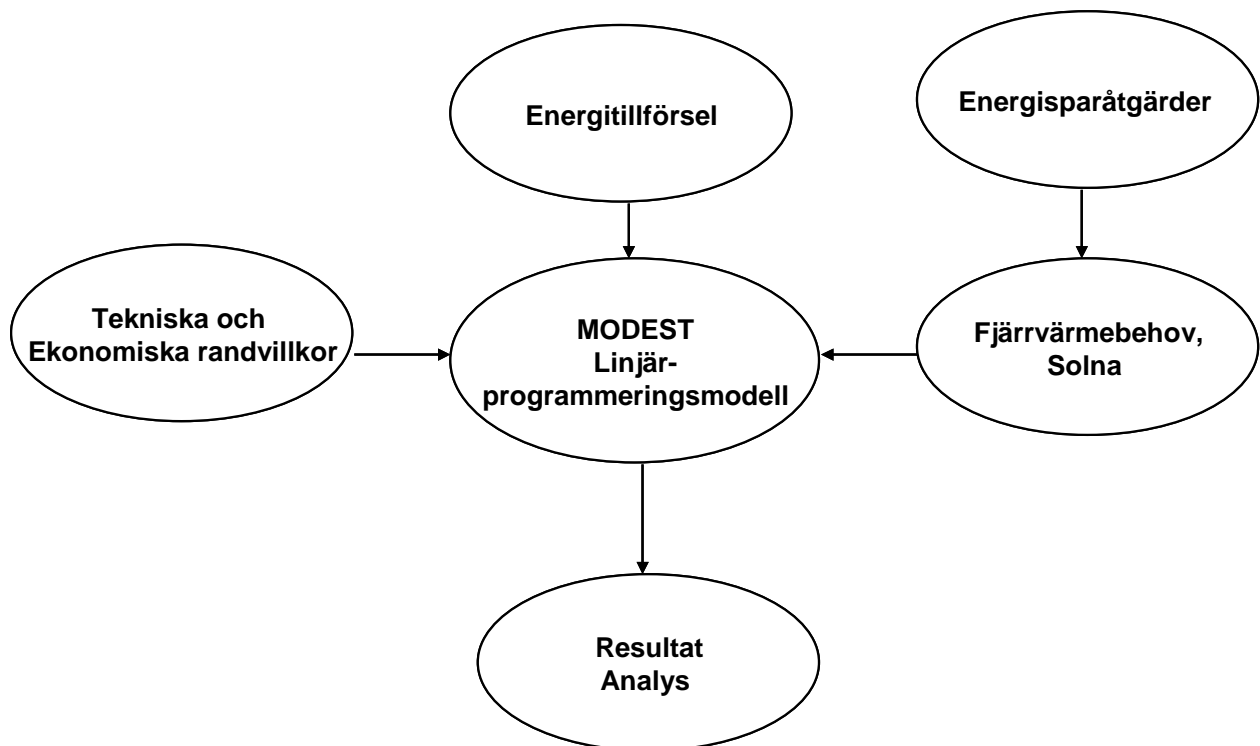 Energitillförsel
Energisparåtgärder
Tekniska och
Ekonomiska randvillkor
MODEST
Linjär-
programmeringsmodell
Fjärrvärmebehov,
Solna
Resultat
Analys